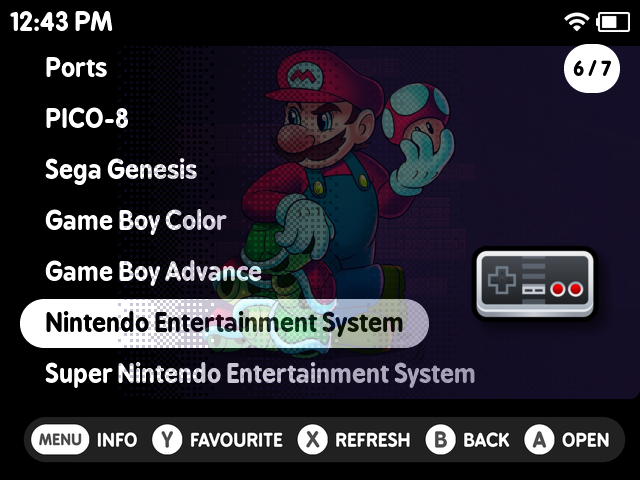 12:43 PM
Ports
6 / 7
PICO-8
Sega Genesis
Game Boy Color
Game Boy Advance
Nintendo Entertainment System
Super Nintendo Entertainment System
MENU INFO Y FAVOURITE X REFRESH B BACK A OPEN